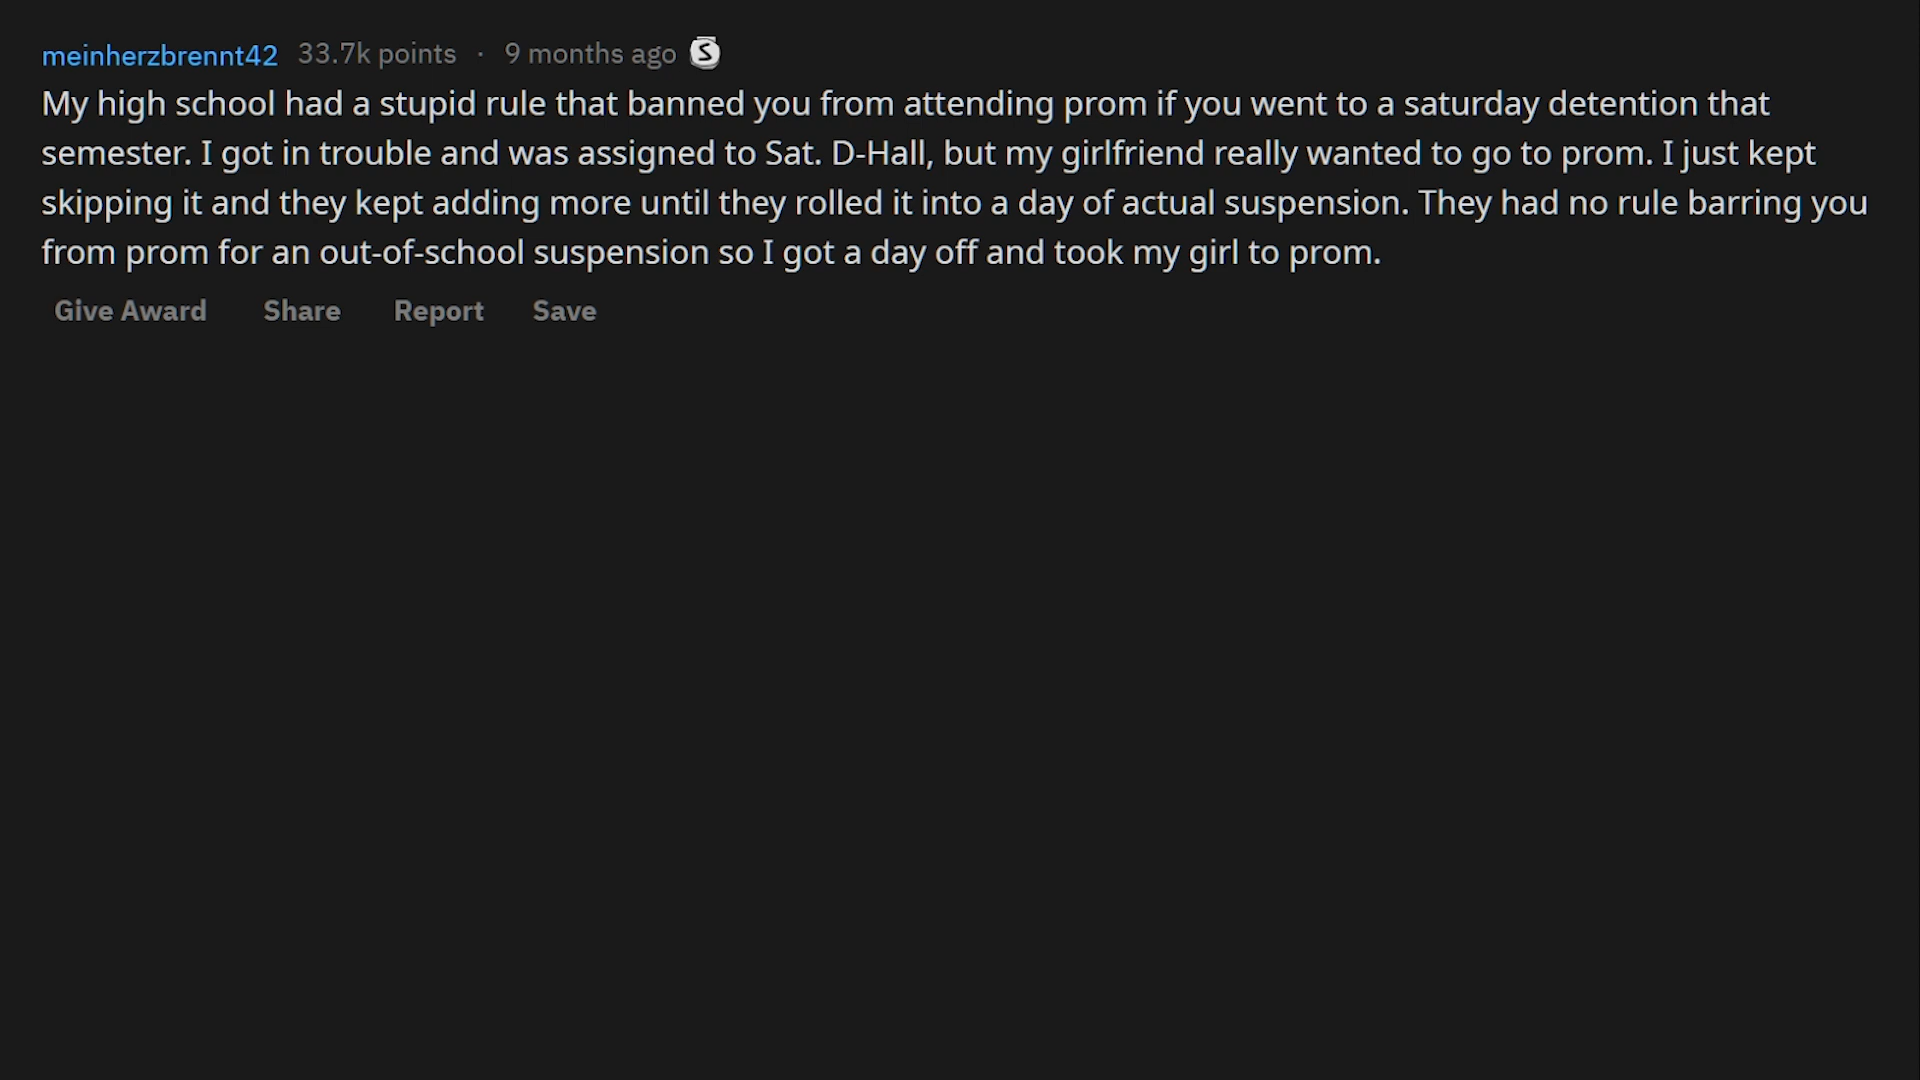 meinherzbrennt42 33.7k points · 9 months ago S
My high school had a stupid rule that banned you from attending prom if you went to a saturday detention that
semester. I got in trouble and was assigned to Sat. D-Hall, but my girlfriend really wanted to go to prom. I just kept
skipping it and they kept adding more until they rolled it into a day of actual suspension. They had no rule barring you
from prom for an out-of-school suspension so I got a day off and took my girl to prom.
Give Award Share Report Save